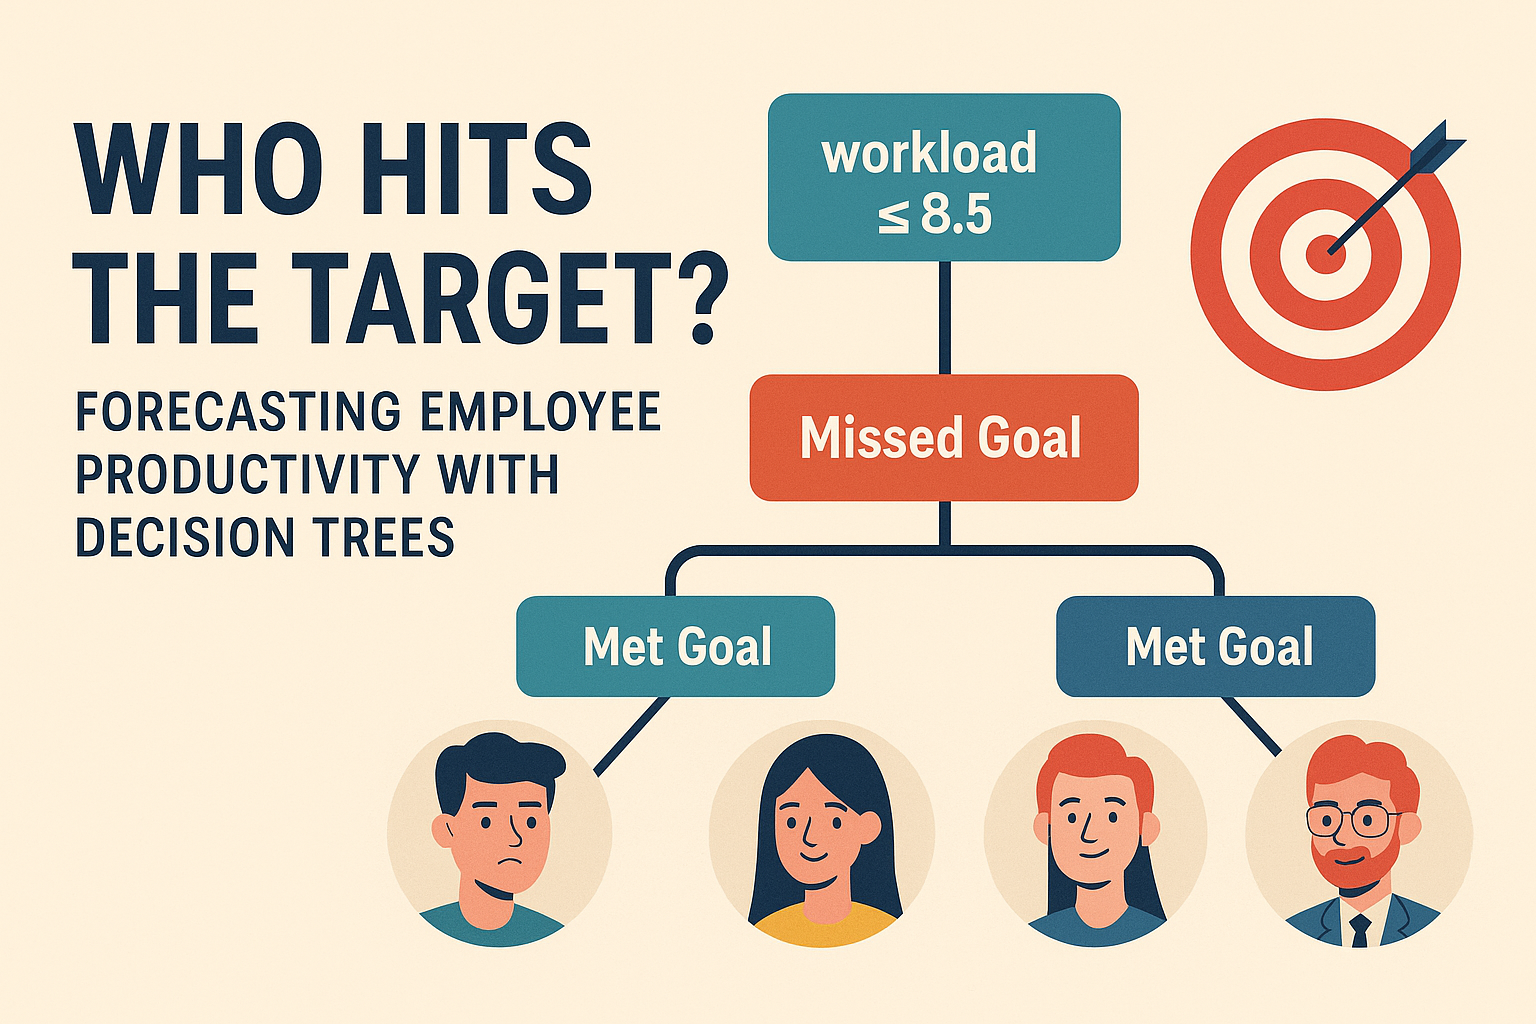 WHO HITS
THE TARGET?
FORECASTING EMPLOYEE
PRODUCTIVITY WITH
DECISION TREES
workload
≤ 8.5
Missed Goal
Met Goal
Met Goal